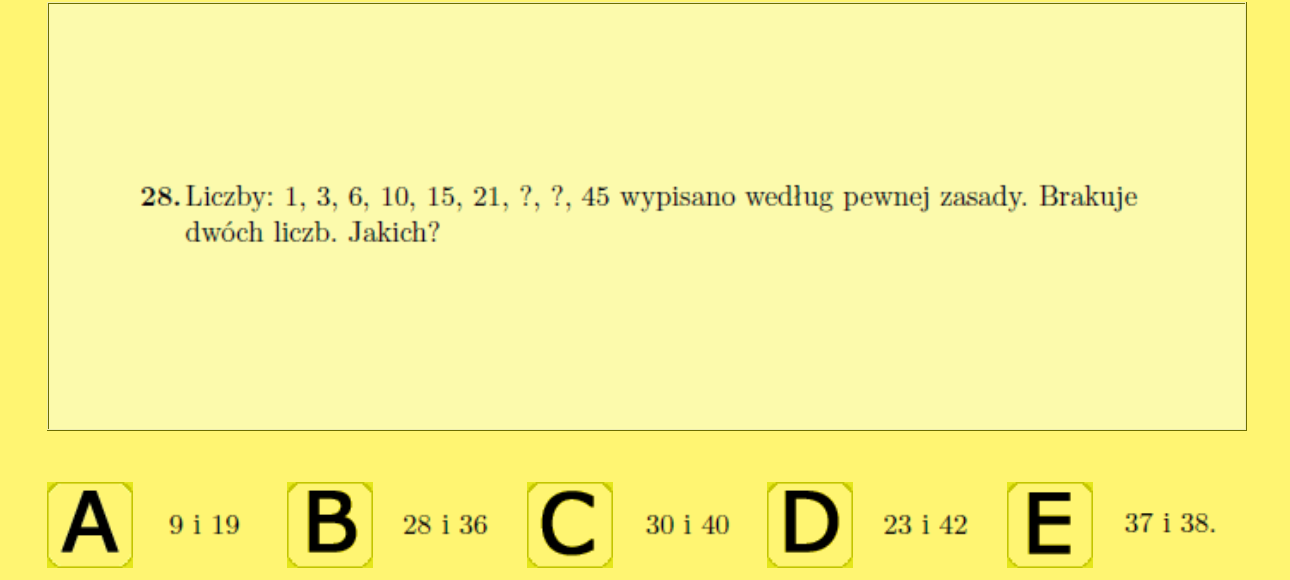 28. Liczby: 1, 3, 6, 10, 15, 21, ?, ?, 45 wypisano według pewnej zasady. Brakuje
dwóch liczb. Jakich?
A 9 i 19 B 28 i 36 C 30 i 40 D 23 i 42 E 37 i 38.